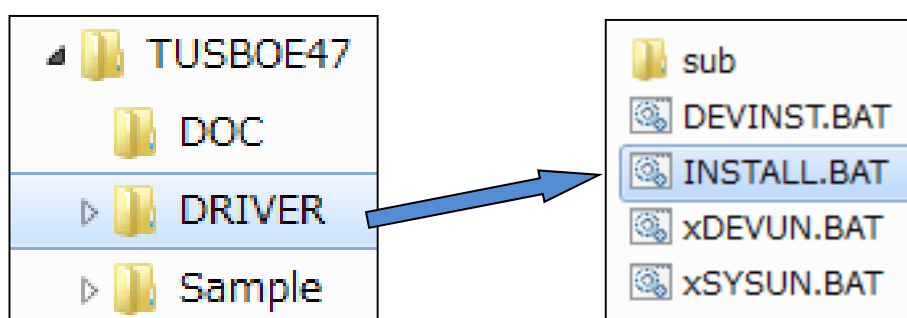 TUSBOE47
DOC
DRIVER
Sample
sub
DEVINST.BAT
INSTALL.BAT
xDEVUN.BAT
xSYSUN.BAT